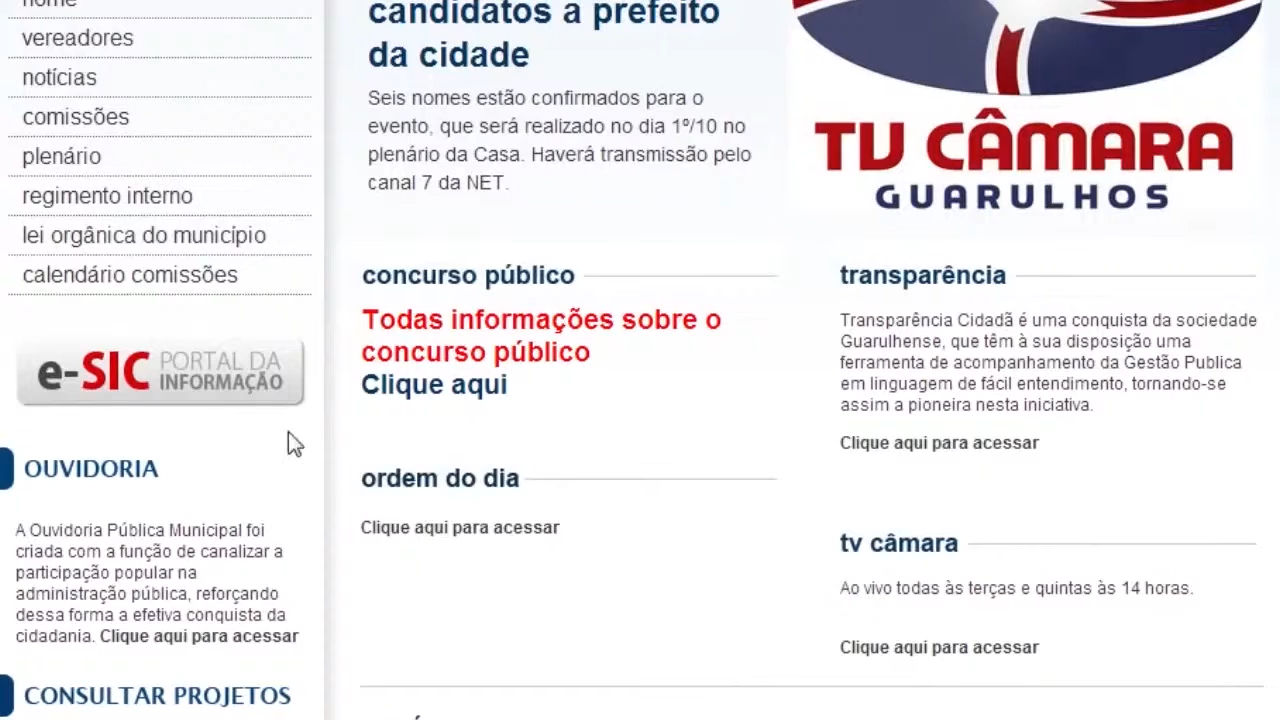 home
vereadores
notícias
comissões
plenário
regimento interno
lei orgânica do município
calendário comissões
e-SIC PORTAL DA
INFORMAÇÃO
OUVIDORIA
A Ouvidoria Pública Municipal foi
criada com a função de canalizar a
participação popular na
administração pública, reforçando
dessa forma a efetiva conquista da
cidadania. Clique aqui para acessar
CONSULTAR PROJETOS
candidatos a prefeito
da cidade
Seis nomes estão confirmados para o
evento, que será realizado no dia 1º/10 no
plenário da Casa. Haverá transmissão pelo
canal 7 da NET.
concurso público
Todas informações sobre o
concurso público
Clique aqui
ordem do dia
Clique aqui para acessar
TV CÂMARA
GUARULHOS
transparência
Transparência Cidadã é uma conquista da sociedade
Guarulhense, que têm à sua disposição uma
ferramenta de acompanhamento da Gestão Publica
em linguagem de fácil entendimento, tornando-se
assim a pioneira nesta iniciativa.
Clique aqui para acessar
tv câmara
Ao vivo todas às terças e quintas às 14 horas.
Clique aqui para acessar